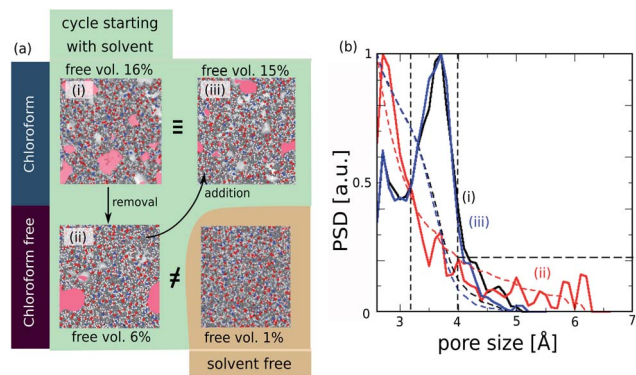 (a)
cycle starting
with solvent
free vol. 16%
free vol. 15%
Chloroform
(i)
≡
(iii)
removal
addition
Chloroform free
(ii)
≠
free vol. 6%
free vol. 1%
solvent free
(b)
PSD [a.u.]
1
0.5
0
(i)
(iii)
(ii)
3 4 5 6 7
pore size [Å]